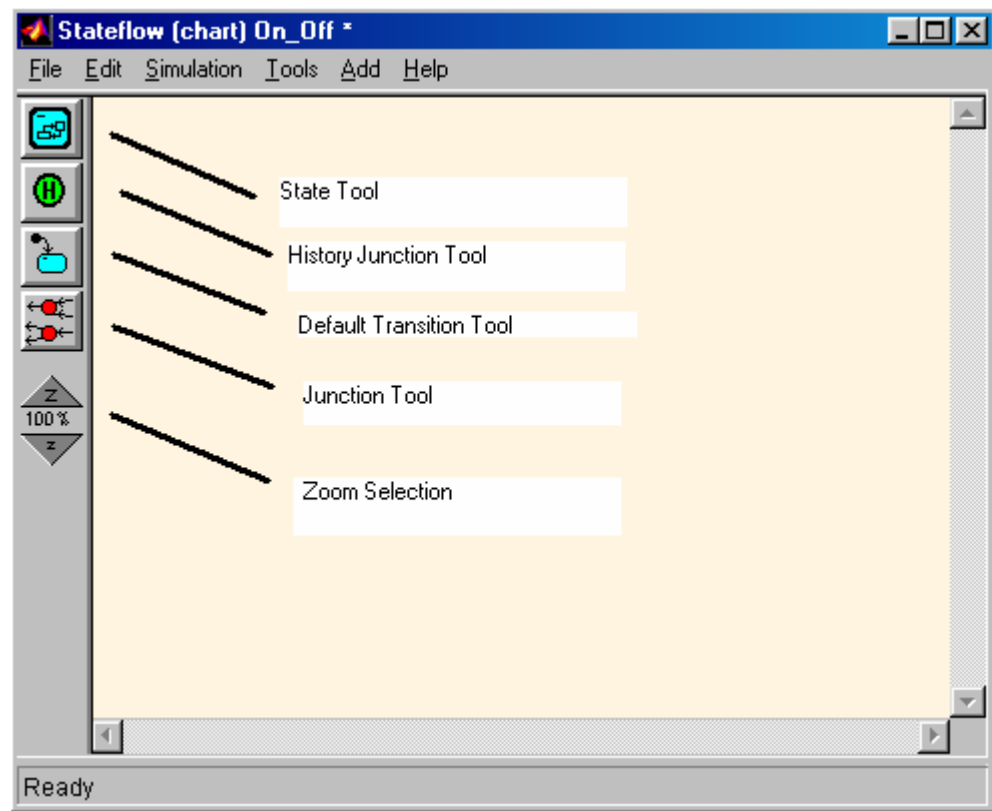 Stateflow (chart) On_Off *
File Edit Simulation Tools Add Help
State Tool
H
History Junction Tool
Default Transition Tool
Junction Tool
Z
100%
z
Zoom Selection
Ready